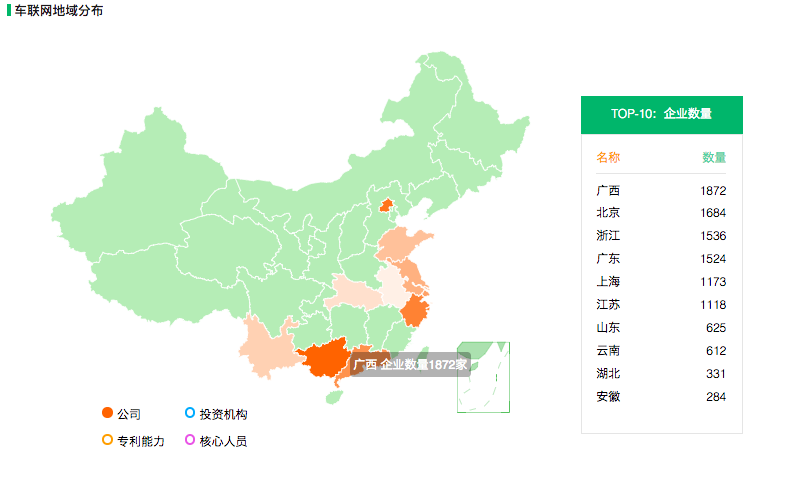 车联网地域分布
TOP-10：企业数量
名称 数量
广西 1872
北京 1684
浙江 1536
广东 1524
上海 1173
江苏 1118
山东 625
云南 612
湖北 331
安徽 284
广西 企业数量1872家
公司 投资机构
专利能力 核心人员